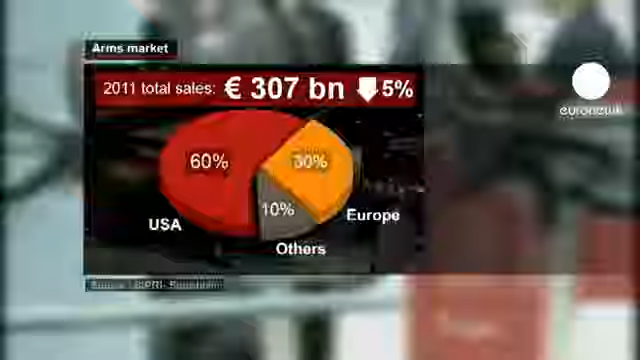 Arms market
2011 total sales: € 307 bn 5%
60%
30%
10%
USA
Europe
Others
euronews